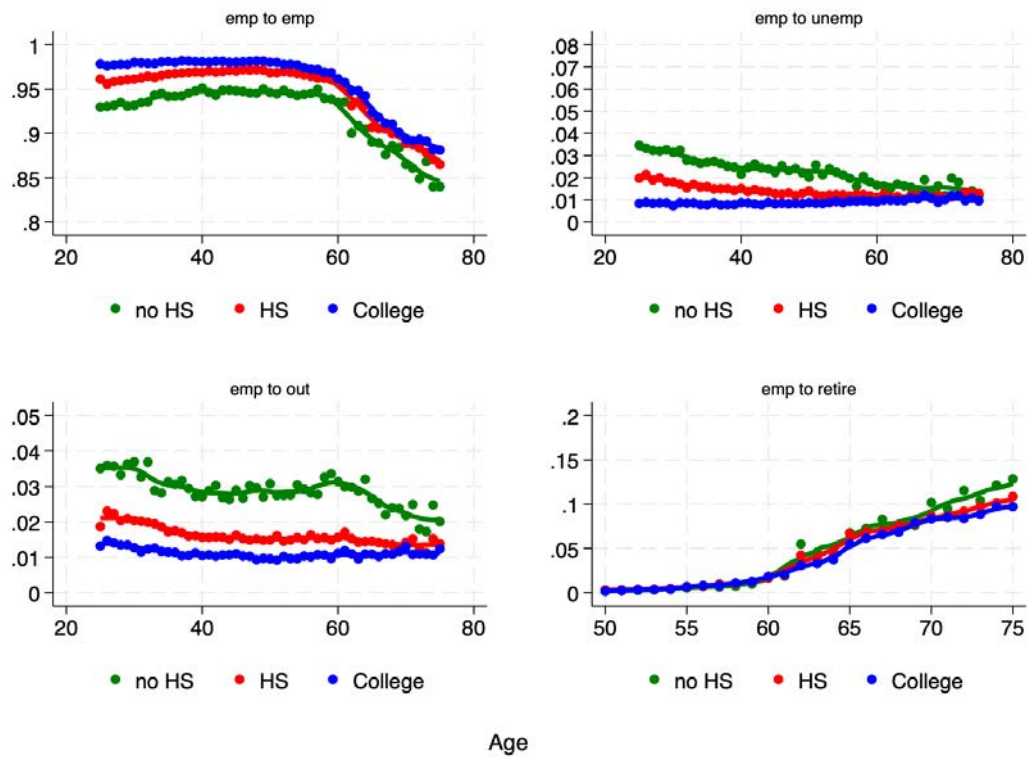 emp to emp
1
.95
.9
.85
.8
20 40 60 80
no HS HS College
emp to unemp
.08
.07
.06
.05
.04
.03
.02
.01
0
20 40 60 80
no HS HS College
emp to out
.05
.04
.03
.02
.01
0
20 40 60 80
no HS HS College
emp to retire
.2
.15
.1
.05
0
50 55 60 65 70 75
no HS HS College
Age